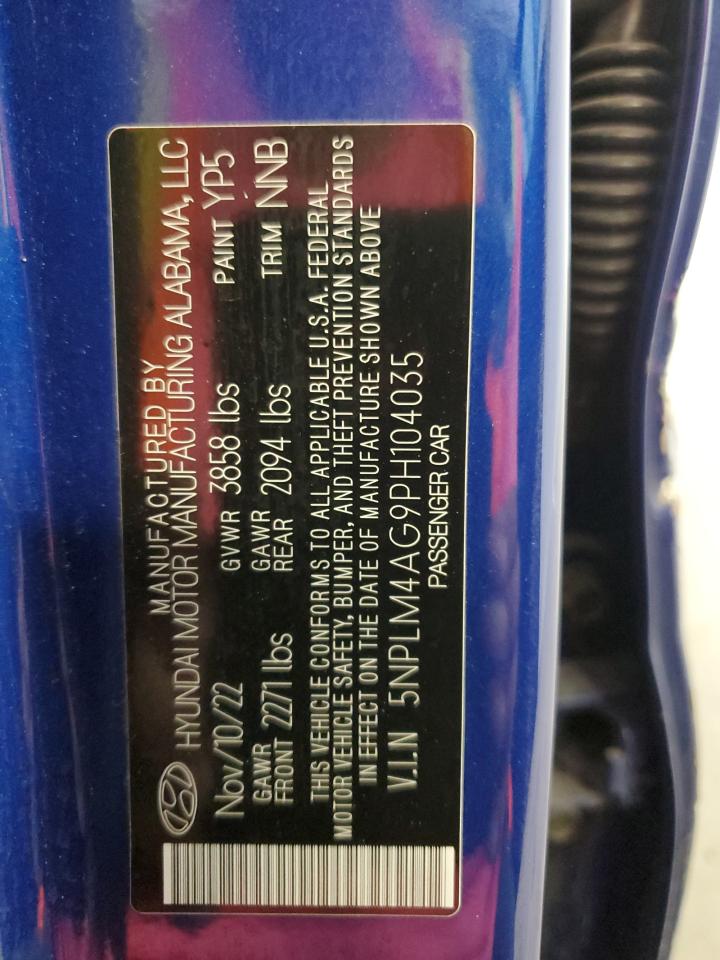 MANUFACTURED BY
HYUNDAI MOTOR MANUFACTURING ALABAMA, LLC
Nov/10/22 GVWR 3858 lbs PAINT YP5
GAWR FRONT 2271 lbs GAWR REAR 2094 lbs TRIM NNB
THIS VEHICLE CONFORMS TO ALL APPLICABLE U.S.A. FEDERAL
MOTOR VEHICLE SAFETY, BUMPER, AND THEFT PREVENTION STANDARDS
IN EFFECT ON THE DATE OF MANUFACTURE SHOWN ABOVE
V.I.N 5NPLM4AG9PH104035
PASSENGER CAR